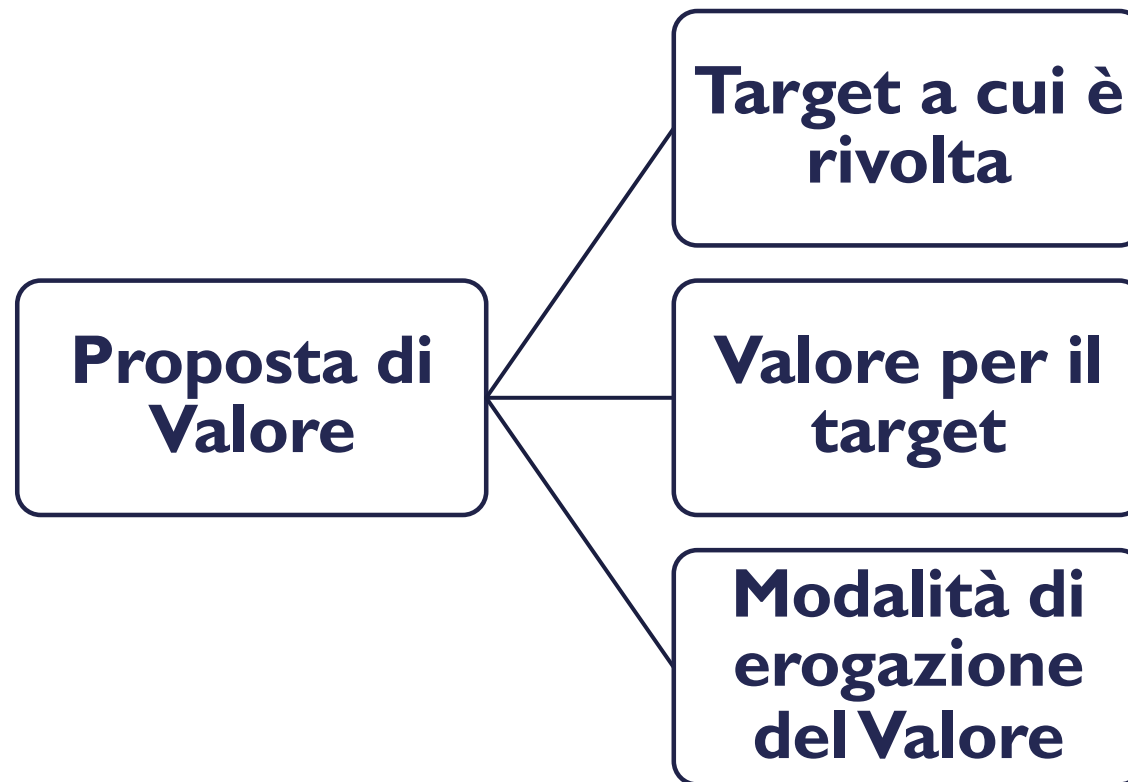 Target a cui è
rivolta
Proposta di
Valore
Valore per il
target
Modalità di
erogazione
del Valore